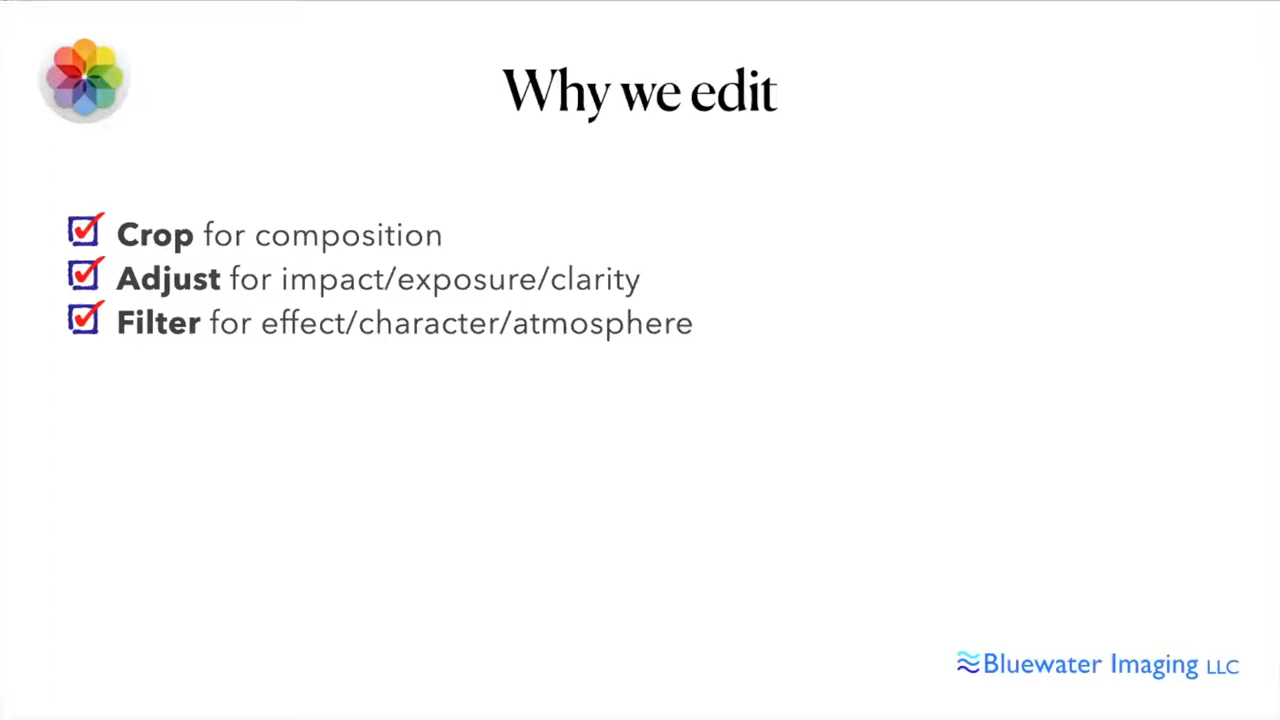 Why we edit
Crop for composition
Adjust for impact/exposure/clarity
Filter for effect/character/atmosphere
Bluewater Imaging LLC